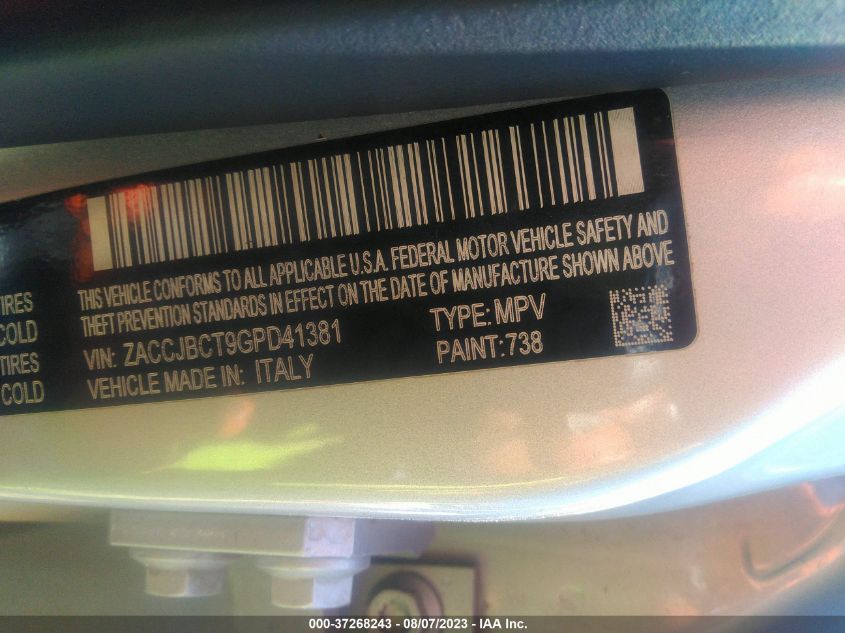 THIS VEHICLE CONFORMS TO ALL APPLICABLE U.S.A. FEDERAL MOTOR VEHICLE SAFETY AND
THEFT PREVENTION STANDARDS IN EFFECT ON THE DATE OF MANUFACTURE SHOWN ABOVE
TIRES
COLD
VIN: ZACCJBCT9GPD41381 TYPE: MPV
TIRES
VEHICLE MADE IN: ITALY PAINT:738
COLD
000-37268243 - 08/07/2023 - IAA Inc.